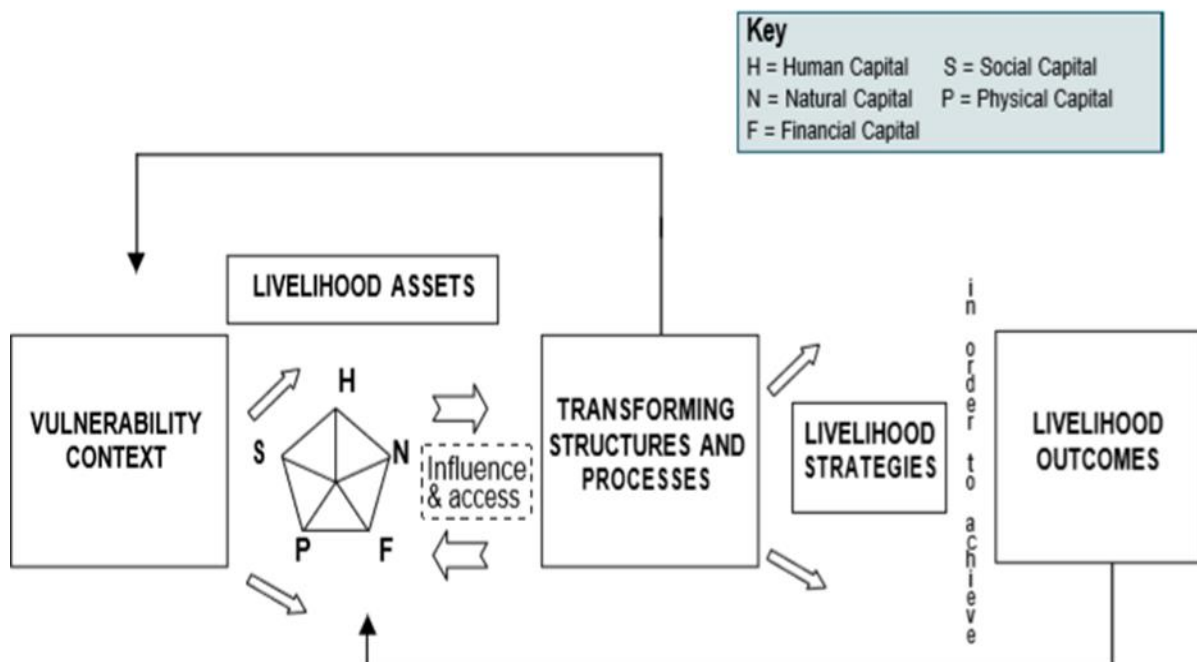 Key
H = Human Capital S = Social Capital
N = Natural Capital P = Physical Capital
F = Financial Capital
LIVELIHOOD ASSETS
VULNERABILITY
CONTEXT
H
S
N
P
F
Influence
& access
TRANSFORMING
STRUCTURES AND
PROCESSES
LIVELIHOOD
STRATEGIES
in order to achieve
LIVELIHOOD
OUTCOMES